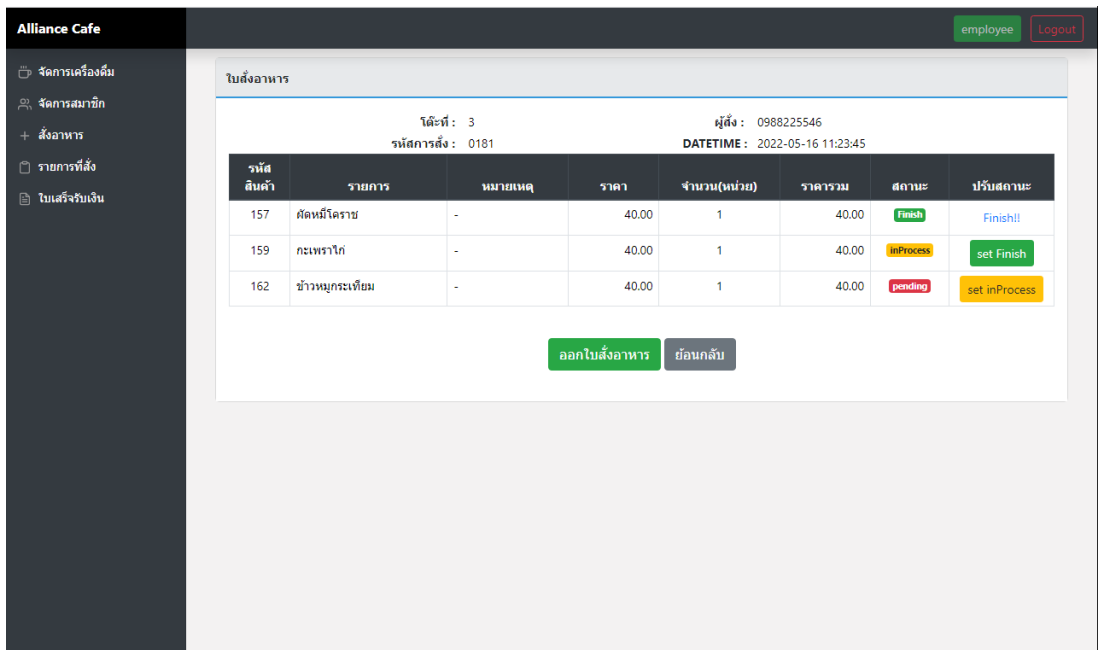 Alliance Cafe
employee
Logout
จัดการเครื่องดื่ม
จัดการสมาชิก
สั่งอาหาร
รายการที่สั่ง
ใบเสร็จรับเงิน
ใบสั่งอาหาร
โต๊ะที่ : 3 ผู้สั่ง : 0988225546
รหัสการสั่ง : 0181 DATETIME : 2022-05-16 11:23:45
รหัส
สินค้า รายการ หมายเหตุ ราคา จำนวน(หน่วย) ราคารวม สถานะ ปรับสถานะ
157 ผัดหมี่โคราช - 40.00 1 40.00 Finish Finish!!
159 กะเพราไก่ - 40.00 1 40.00 inProcess set Finish
162 ข้าวหมูกระเทียม - 40.00 1 40.00 pending set inProcess
ออกใบสั่งอาหาร ย้อนกลับ